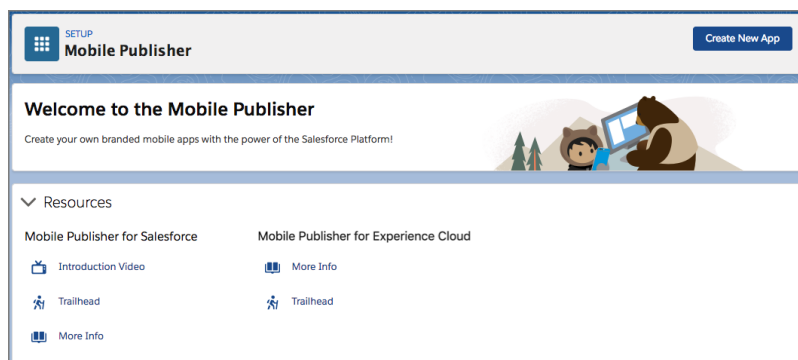 SETUP
Mobile Publisher
Create New App
Welcome to the Mobile Publisher
Create your own branded mobile apps with the power of the Salesforce Platform!
Resources
Mobile Publisher for Salesforce
Introduction Video
Trailhead
More Info
Mobile Publisher for Experience Cloud
More Info
Trailhead